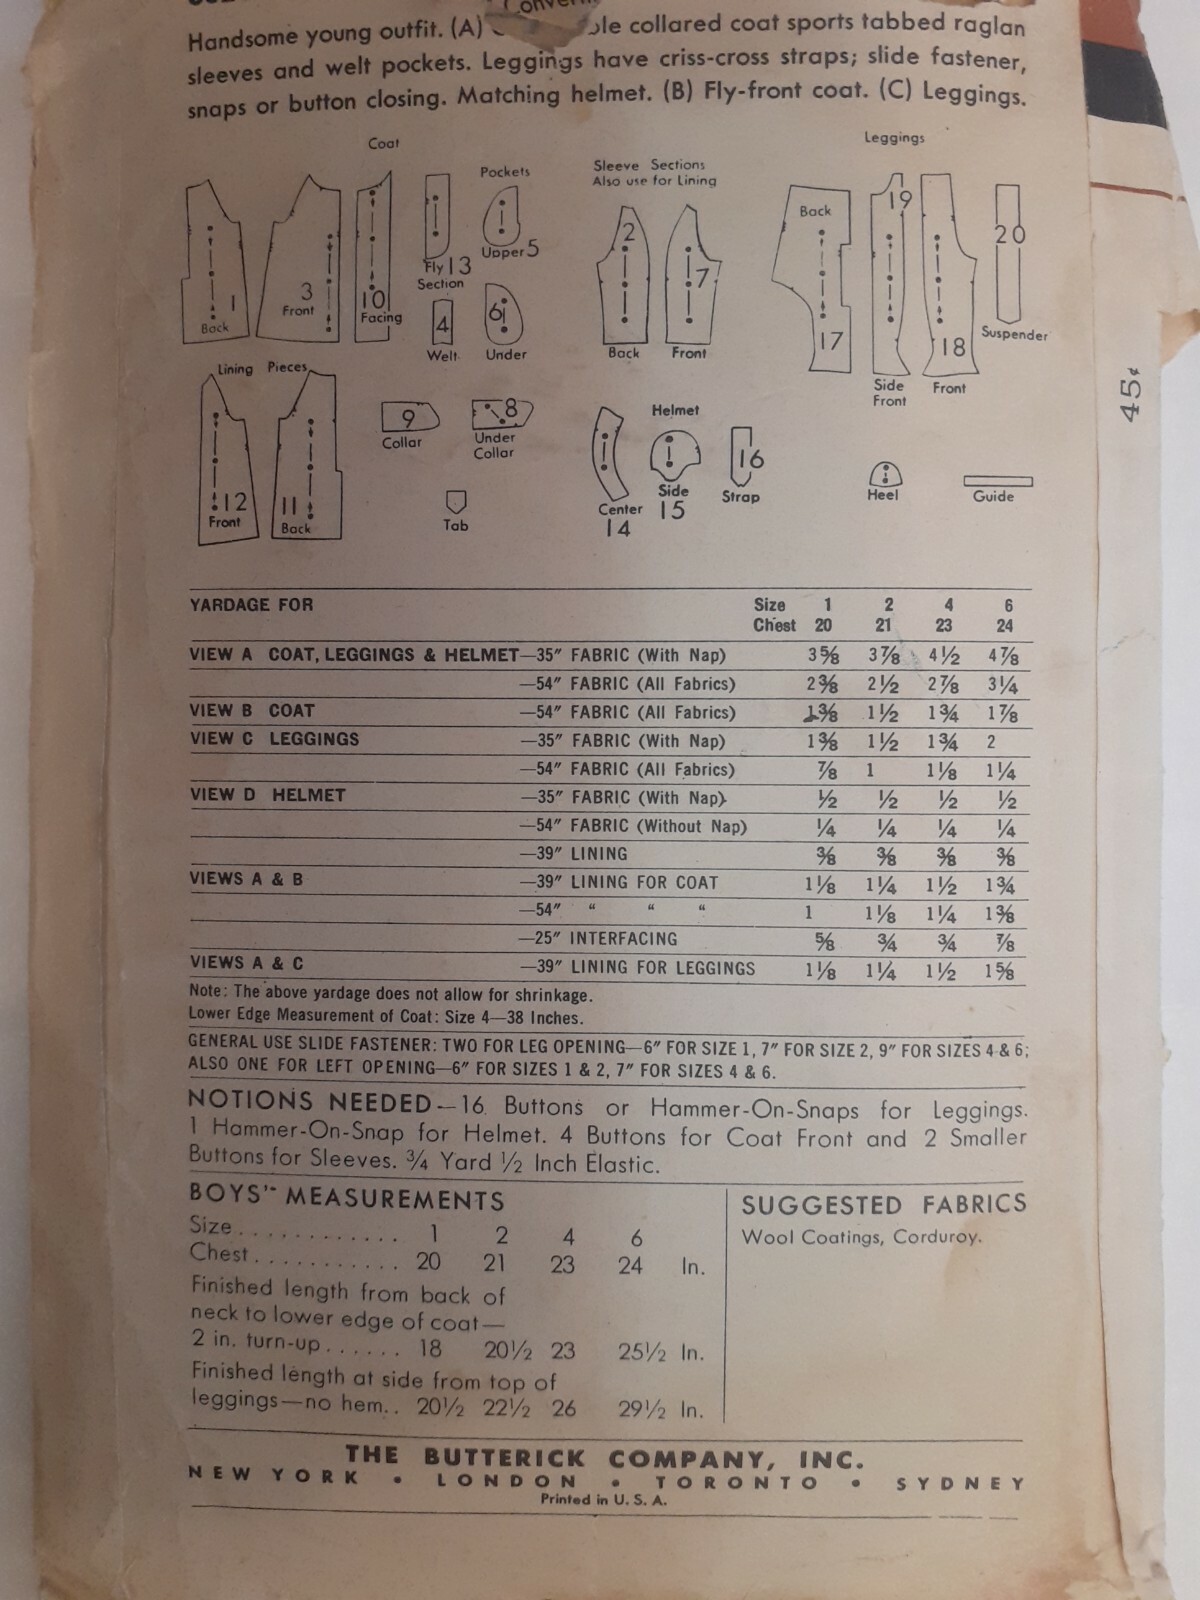 Handsome young outfit. (A) ble collared coat sports tabbed raglan
sleeves and welt pockets. Leggings have criss-cross straps; slide fastener,
snaps or button closing. Matching helmet. (B) Fly-front coat. (C) Leggings.
Coat
Leggings
Pockets
Sleeve Sections
Also use for Lining
1
Back
3
Front
10
Facing
Fly 13
Section
Upper 5
4
Welt
6
Under
2
Back
7
Front
Back
17
19
Side
Front
18
Front
20
Suspender
45¢
Lining Pieces
12
Front
11
Back
9
Collar
8
Under
Collar
Tab
Helmet
Center
14
Side
15
16
Strap
Heel
Guide
YARDAGE FOR Size 1 2 4 6
Chest 20 21 23 24
VIEW A COAT, LEGGINGS & HELMET—35″ FABRIC (With Nap) 3⅝ 3⅞ 4½ 4⅞
—54″ FABRIC (All Fabrics) 2⅜ 2½ 2⅞ 3¼
VIEW B COAT —54″ FABRIC (All Fabrics) 1⅜ 1½ 1¾ 1⅞
VIEW C LEGGINGS —35″ FABRIC (With Nap) 1⅜ 1½ 1¾ 2
—54″ FABRIC (All Fabrics) ⅞ 1 1⅛ 1¼
VIEW D HELMET —35″ FABRIC (With Nap) ½ ½ ½ ½
—54″ FABRIC (Without Nap) ¼ ¼ ¼ ¼
—39″ LINING ⅜ ⅜ ⅜ ⅜
VIEWS A & B —39″ LINING FOR COAT 1⅛ 1¼ 1½ 1¾
—54″ “ “ “ 1 1⅛ 1¼ 1⅜
—25″ INTERFACING ⅝ ¾ ¾ ⅞
VIEWS A & C —39″ LINING FOR LEGGINGS 1⅛ 1¼ 1½ 1⅝
Note: The above yardage does not allow for shrinkage.
Lower Edge Measurement of Coat: Size 4—38 Inches.
GENERAL USE SLIDE FASTENER: TWO FOR LEG OPENING—6″ FOR SIZE 1, 7″ FOR SIZE 2, 9″ FOR SIZES 4 & 6;
ALSO ONE FOR LEFT OPENING—6″ FOR SIZES 1 & 2, 7″ FOR SIZES 4 & 6.
NOTIONS NEEDED—16 Buttons or Hammer-On-Snaps for Leggings.
1 Hammer-On-Snap for Helmet. 4 Buttons for Coat Front and 2 Smaller
Buttons for Sleeves. ¾ Yard ½ Inch Elastic.
BOYS' MEASUREMENTS
Size............ 1 2 4 6
Chest........... 20 21 23 24 In.
Finished length from back of
neck to lower edge of coat—
2 in. turn-up...... 18 20½ 23 25½ In.
Finished length at side from top of
leggings—no hem.. 20½ 22½ 26 29½ In.
SUGGESTED FABRICS
Wool Coatings, Corduroy.
THE BUTTERICK COMPANY, INC.
NEW YORK • LONDON • TORONTO • SYDNEY
Printed in U. S. A.